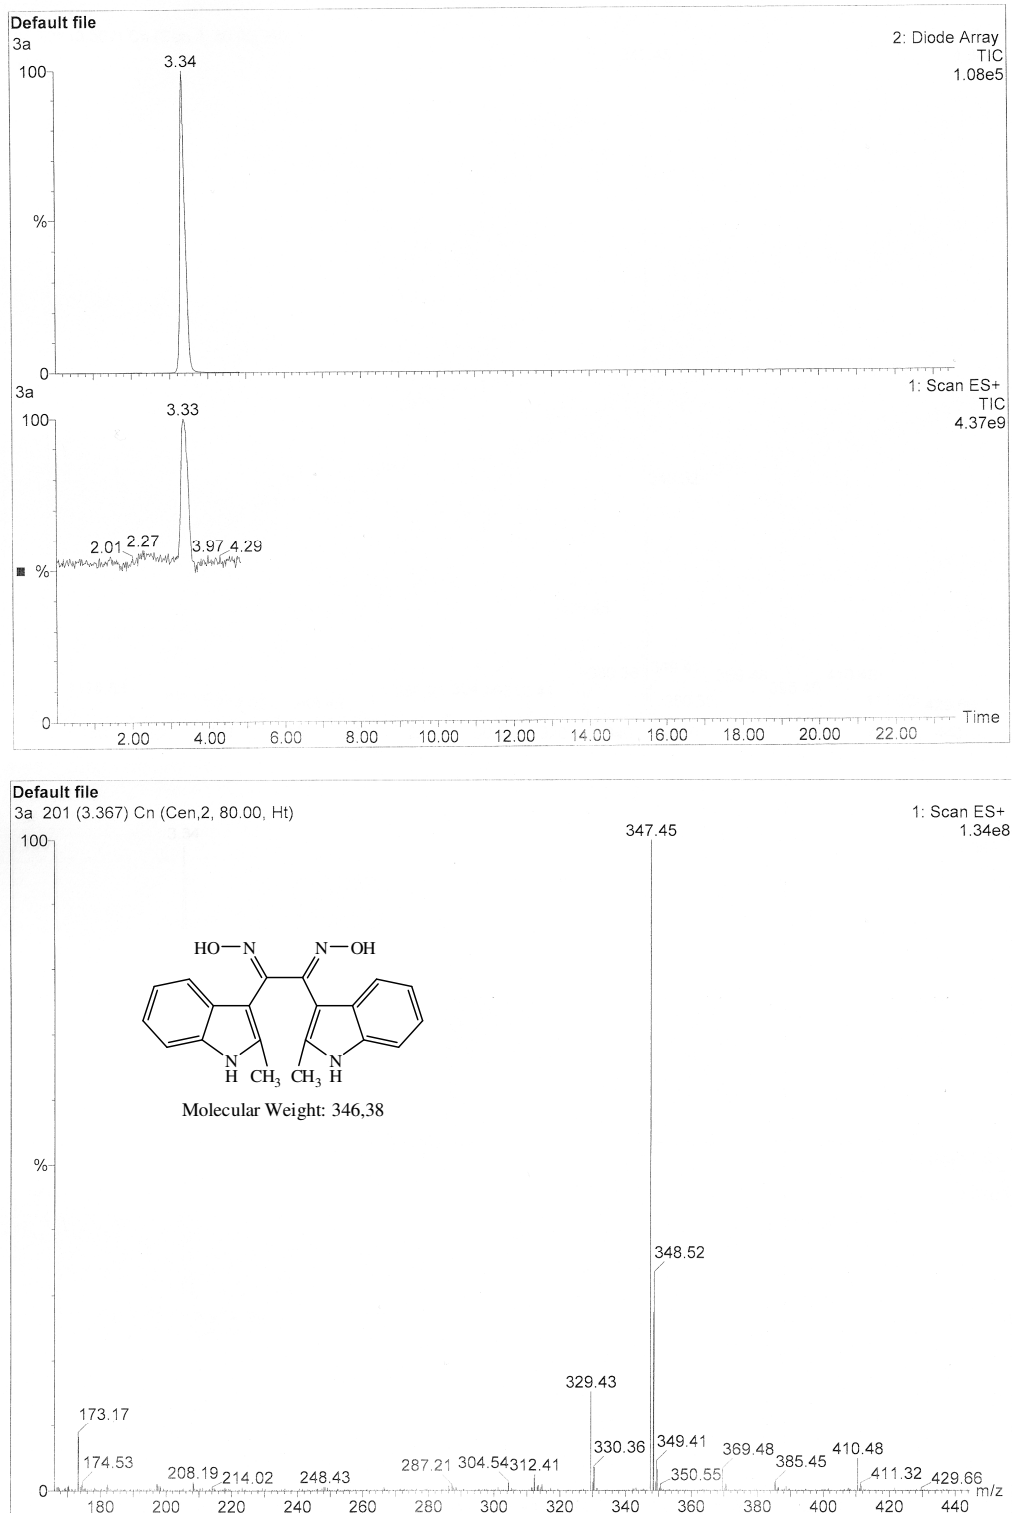 Default file
3a
2: Diode Array
TIC
1.08e5
100
3.34
%
0
3a
1: Scan ES+
TIC
4.37e9
100
3.33
2.01
2.27
3.97
4.29
%
0
Time
2.00 4.00 6.00 8.00 10.00 12.00 14.00 16.00 18.00 20.00 22.00
Default file
3a 201 (3.367) Cn (Cen,2, 80.00, Ht)
1: Scan ES+
1.34e8
100
347.45
HO N N OH
N N
H CH3 CH3 H
Molecular Weight: 346,38
%
348.52
329.43
173.17
174.53
208.19
214.02
248.43
287.21
304.54
312.41
330.36
349.41
350.55
369.48
385.45
410.48
411.32
429.66
0
m/z
180 200 220 240 260 280 300 320 340 360 380 400 420 440